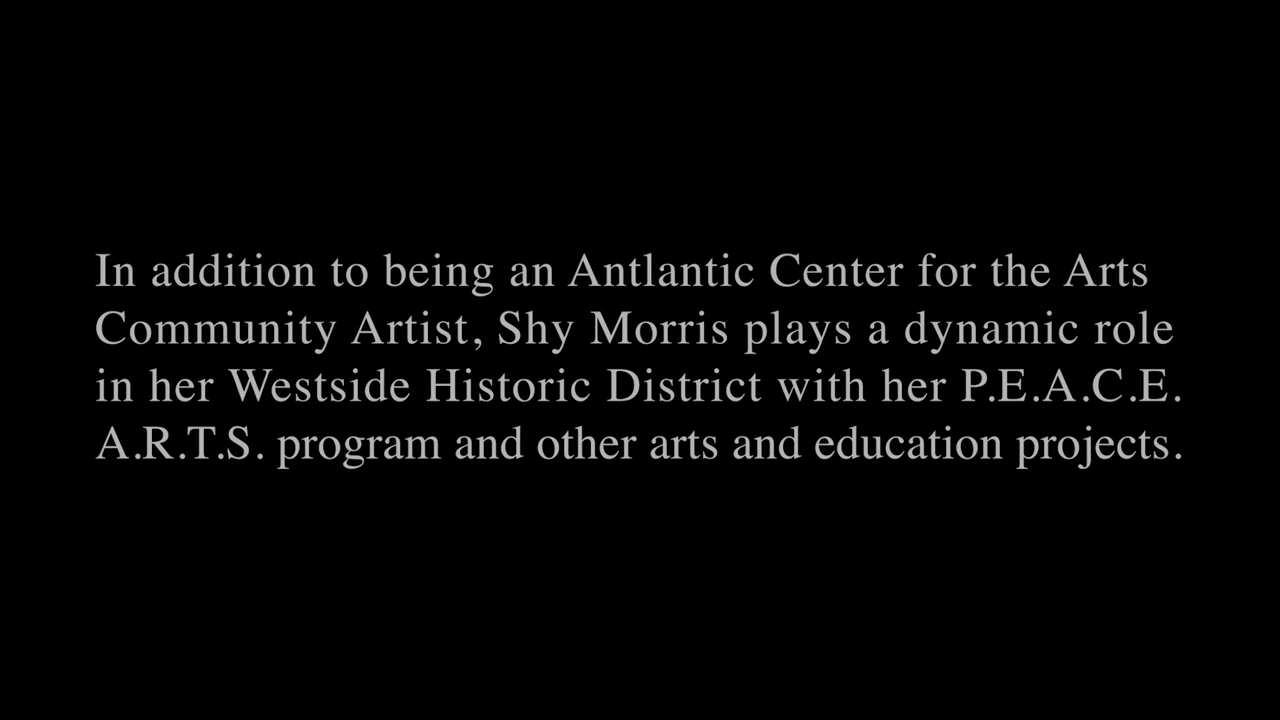 In addition to being an Antlantic Center for the Arts
Community Artist, Shy Morris plays a dynamic role
in her Westside Historic District with her P.E.A.C.E.
A.R.T.S. program and other arts and education projects.